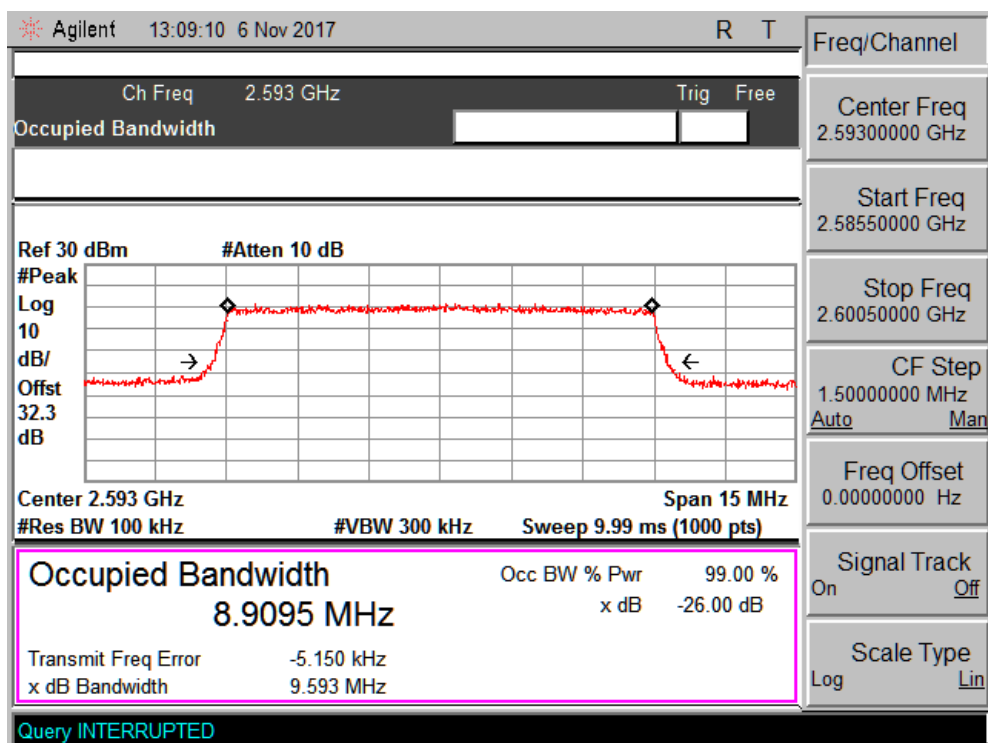 Agilent 13:09:10 6 Nov 2017 R T
Freq/Channel
Ch Freq 2.593 GHz Trig Free
Occupied Bandwidth
Center Freq
2.59300000 GHz
Start Freq
2.58550000 GHz
Stop Freq
2.60050000 GHz
CF Step
1.50000000 MHz
Auto Man
Freq Offset
0.00000000 Hz
Signal Track
On Off
Scale Type
Log Lin
Ref 30 dBm #Atten 10 dB
#Peak
Log
10
dB/
Offst
32.3
dB
Center 2.593 GHz Span 15 MHz
#Res BW 100 kHz #VBW 300 kHz Sweep 9.99 ms (1000 pts)
Occupied Bandwidth Occ BW % Pwr 99.00 %
8.9095 MHz x dB -26.00 dB
Transmit Freq Error -5.150 kHz
x dB Bandwidth 9.593 MHz
Query INTERRUPTED